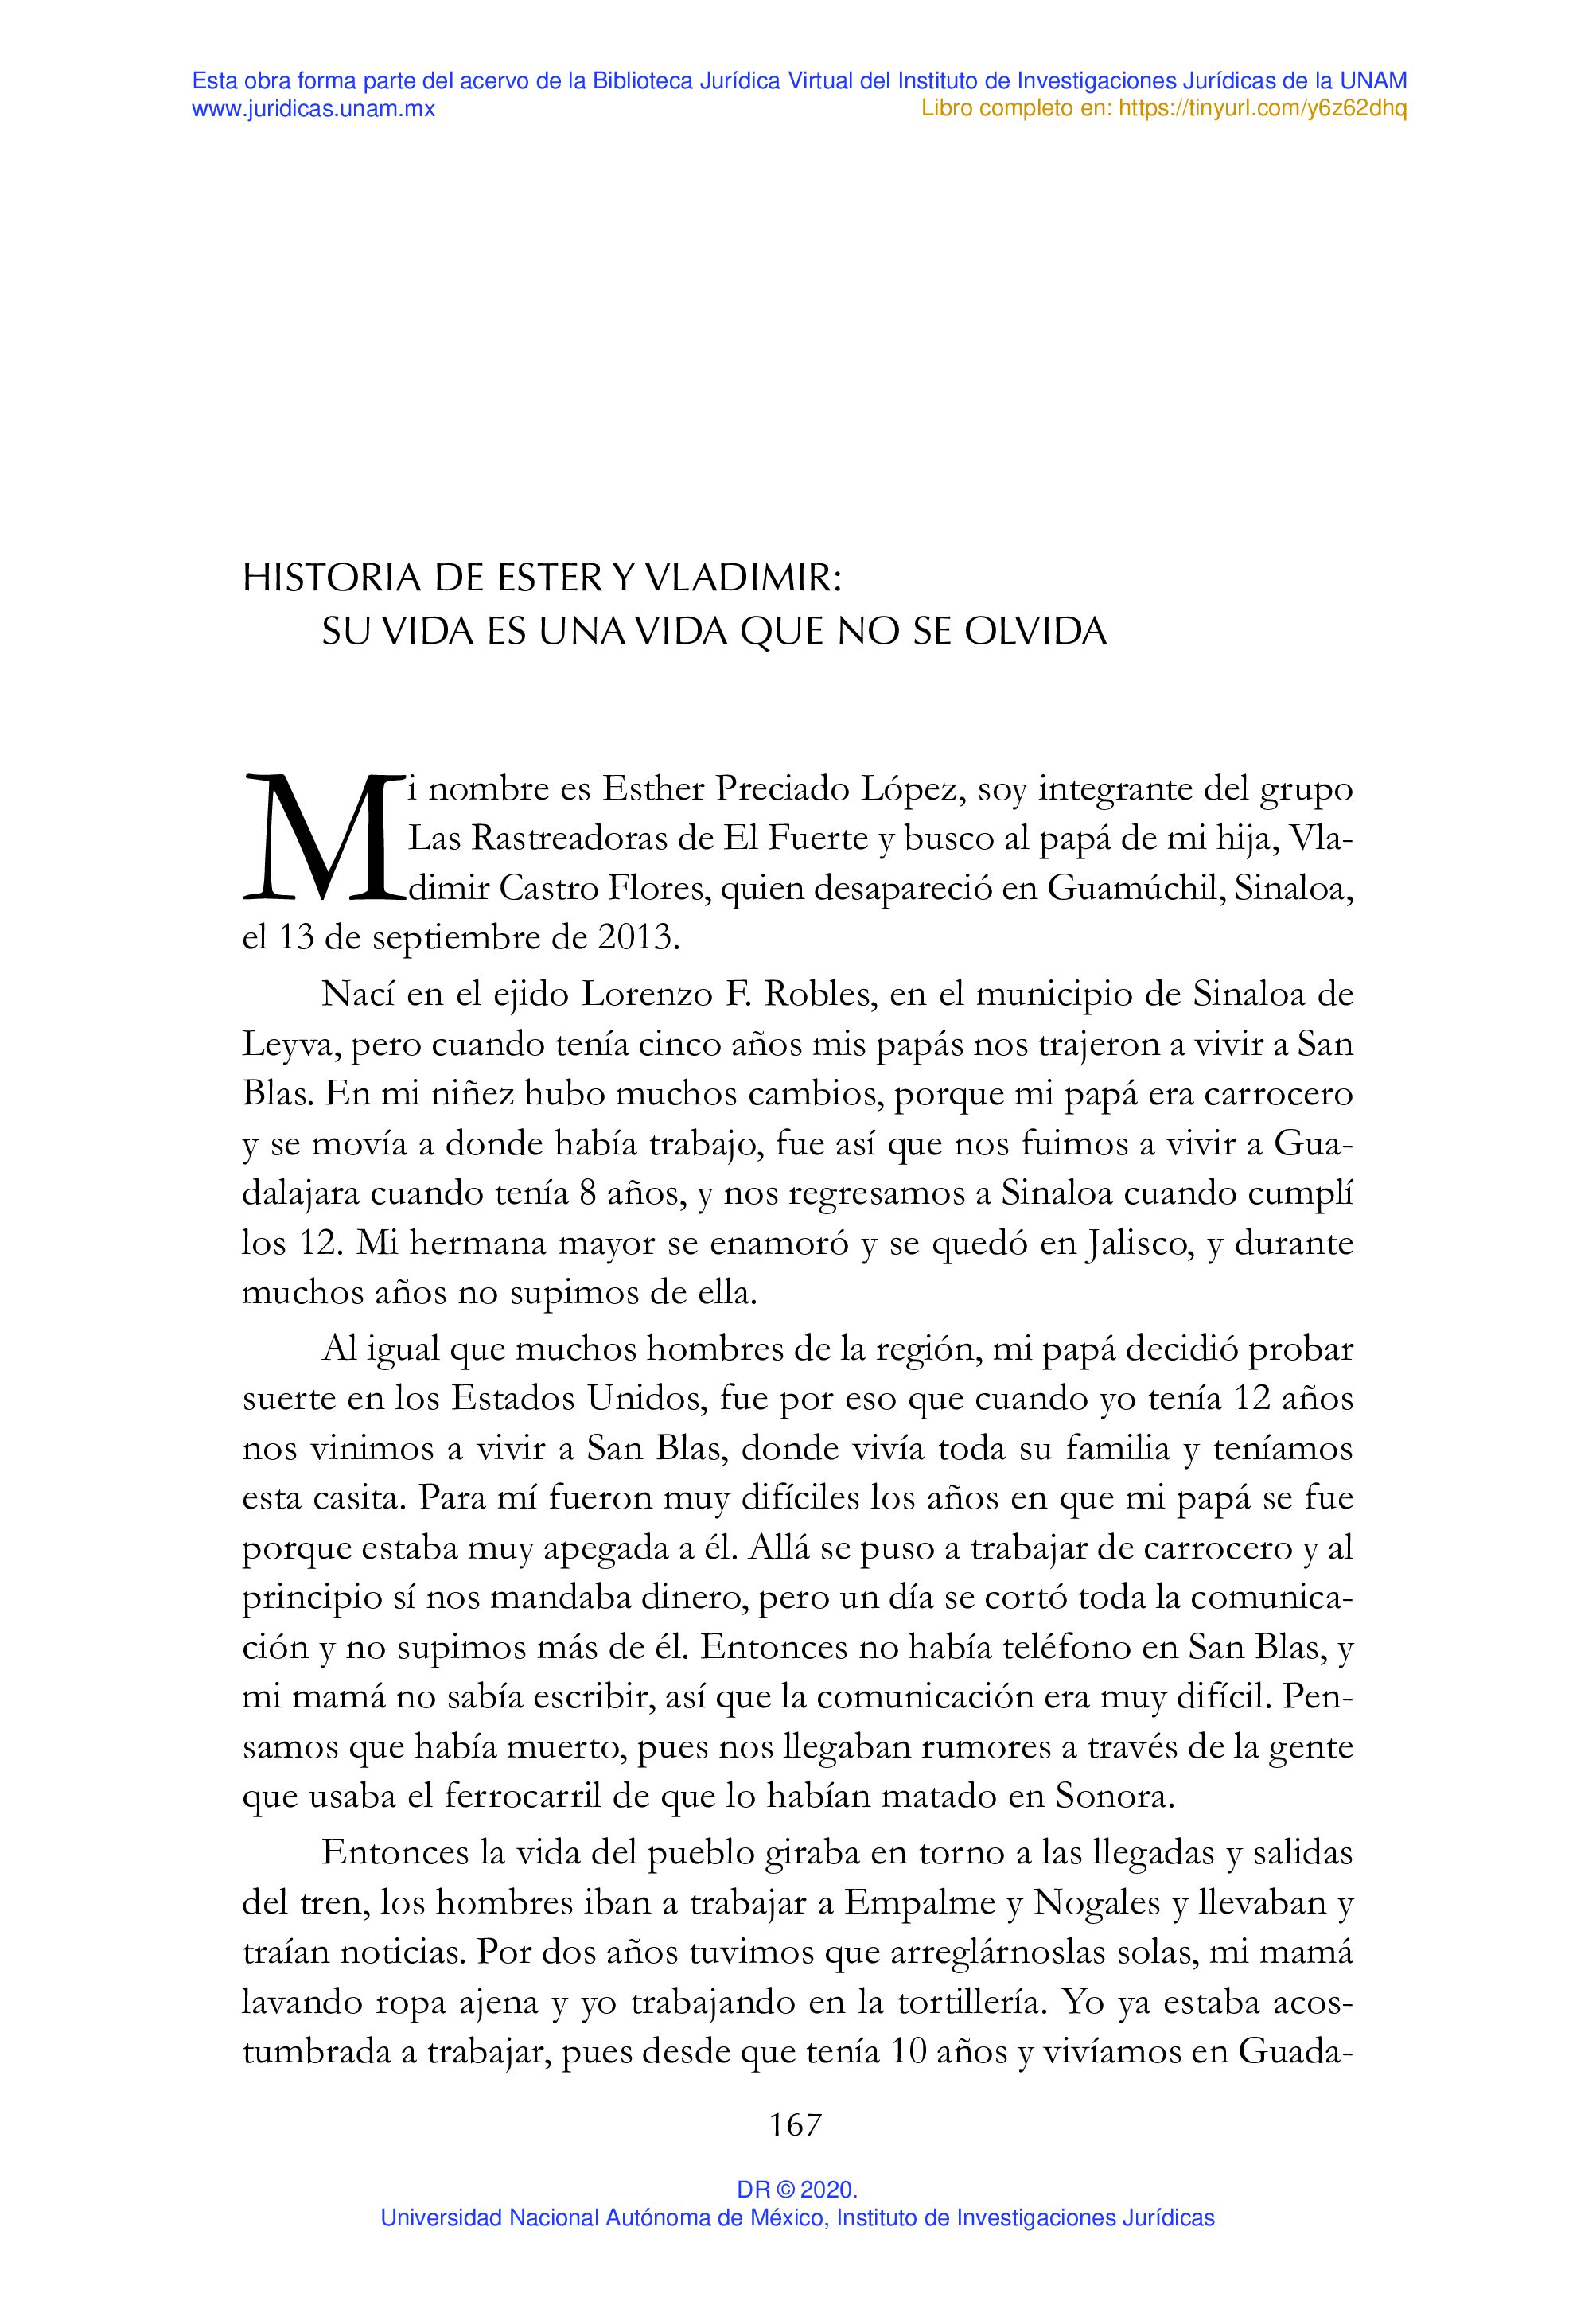 Esta obra forma parte del acervo de la Biblioteca Jurídica Virtual del Instituto de Investigaciones Jurídicas de la UNAM
www.juridicas.unam.mx
Libro completo en: https://tinyurl.com/y6z62dhq
HISTORIA DE ESTER Y VLADIMIR:
SU VIDA ES UNA VIDA QUE NO SE OLVIDA
Mi nombre es Esther Preciado López, soy integrante del grupo
Las Rastreadoras de El Fuerte y busco al papá de mi hija, Vla-
dimir Castro Flores, quien desapareció en Guamúchil, Sinaloa,
el 13 de septiembre de 2013.
Nací en el ejido Lorenzo F. Robles, en el municipio de Sinaloa de
Leyva, pero cuando tenía cinco años mis papás nos trajeron a vivir a San
Blas. En mi niñez hubo muchos cambios, porque mi papá era carrocero
y se movía a donde había trabajo, fue así que nos fuimos a vivir a Gua-
dalajara cuando tenía 8 años, y nos regresamos a Sinaloa cuando cumplí
los 12. Mi hermana mayor se enamoró y se quedó en Jalisco, y durante
muchos años no supimos de ella.
Al igual que muchos hombres de la región, mi papá decidió probar
suerte en los Estados Unidos, fue por eso que cuando yo tenía 12 años
nos vinimos a vivir a San Blas, donde vivía toda su familia y teníamos
esta casita. Para mí fueron muy difíciles los años en que mi papá se fue
porque estaba muy apegada a él. Allá se puso a trabajar de carrocero y al
principio sí nos mandaba dinero, pero un día se cortó toda la comunica-
ción y no supimos más de él. Entonces no había teléfono en San Blas, y
mi mamá no sabía escribir, así que la comunicación era muy difícil. Pen-
samos que había muerto, pues nos llegaban rumores a través de la gente
que usaba el ferrocarril de que lo habían matado en Sonora.
Entonces la vida del pueblo giraba en torno a las llegadas y salidas
del tren, los hombres iban a trabajar a Empalme y Nogales y llevaban y
traían noticias. Por dos años tuvimos que arreglárnoslas solas, mi mamá
lavando ropa ajena y yo trabajando en la tortillería. Yo ya estaba acos-
tumbrada a trabajar, pues desde que tenía 10 años y vivíamos en Guada-
167
DR © 2020.
Universidad Nacional Autónoma de México, Instituto de Investigaciones Jurídicas